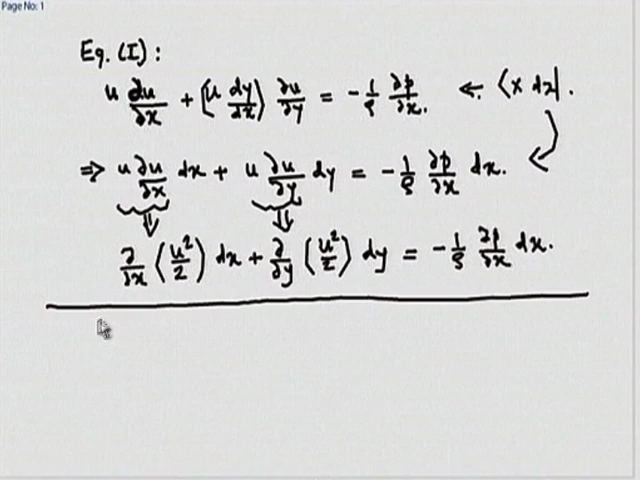 Page No: 1
Eq. (I) :
u ∂u/∂x + (u dy/dx) ∂u/∂y = -1/ρ ∂p/∂x. ← (× dx).
⇒ u ∂u/∂x dx + u ∂u/∂y dy = -1/ρ ∂p/∂x dx.
∂/∂x (u²/2) dx + ∂/∂y (u²/2) dy = -1/ρ ∂p/∂x dx.